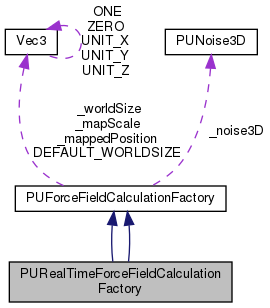 ONE
ZERO
UNIT_X
UNIT_Y
UNIT_Z
Vec3
PUNoise3D
_worldSize
_mapScale
_mappedPosition
DEFAULT_WORLDSIZE
_noise3D
PUForceFieldCalculationFactory
PURealTimeForceFieldCalculation
Factory